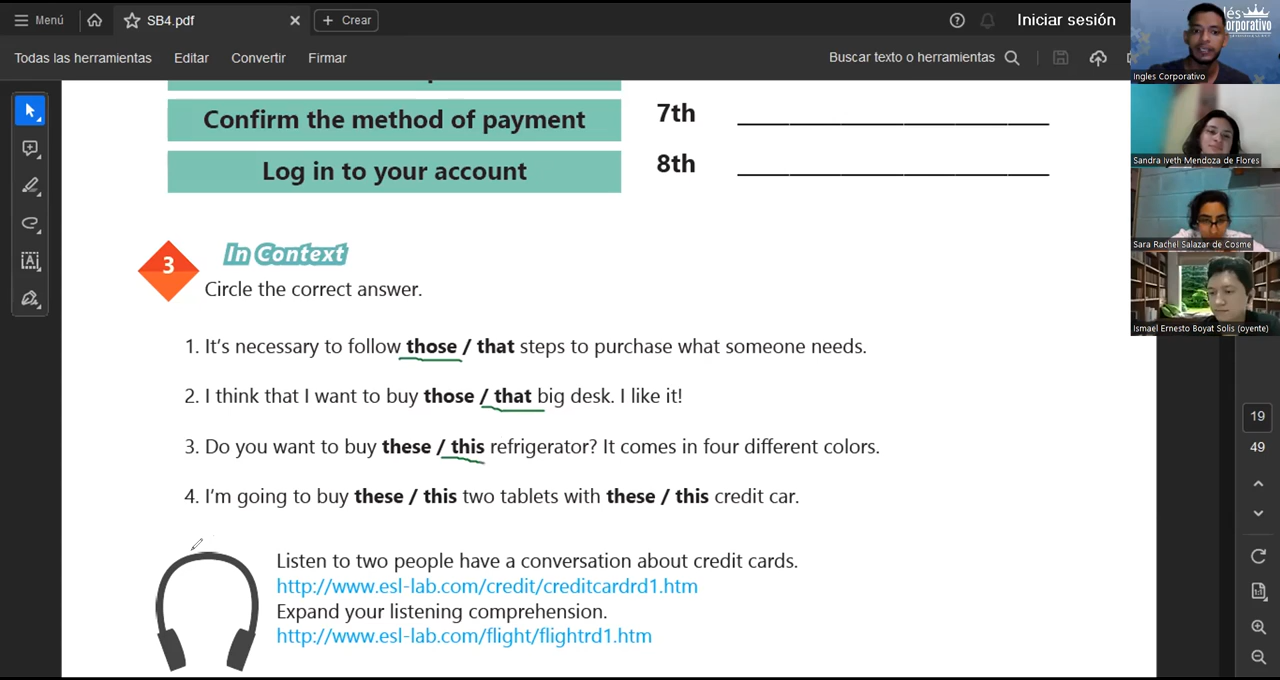 Menú
SB4.pdf
Crear
Iniciar sesión
Todas las herramientas
Editar
Convertir
Firmar
Buscar texto o herramientas
Confirm the method of payment
7th
Log in to your account
8th
3
In Context
Circle the correct answer.
1. It's necessary to follow those / that steps to purchase what someone needs.
2. I think that I want to buy those / that big desk. I like it!
3. Do you want to buy these / this refrigerator? It comes in four different colors.
4. I'm going to buy these / this two tablets with these / this credit car.
Listen to two people have a conversation about credit cards.
http://www.esl-lab.com/credit/creditcardrd1.htm
Expand your listening comprehension.
http://www.esl-lab.com/flight/flightrd1.htm
Ingles Corporativo
Sandra Iveth Mendoza de Flores
Sara Rachel Salazar de Cosme
Ismael Ernesto Boyat Solis (oyente)
19
49